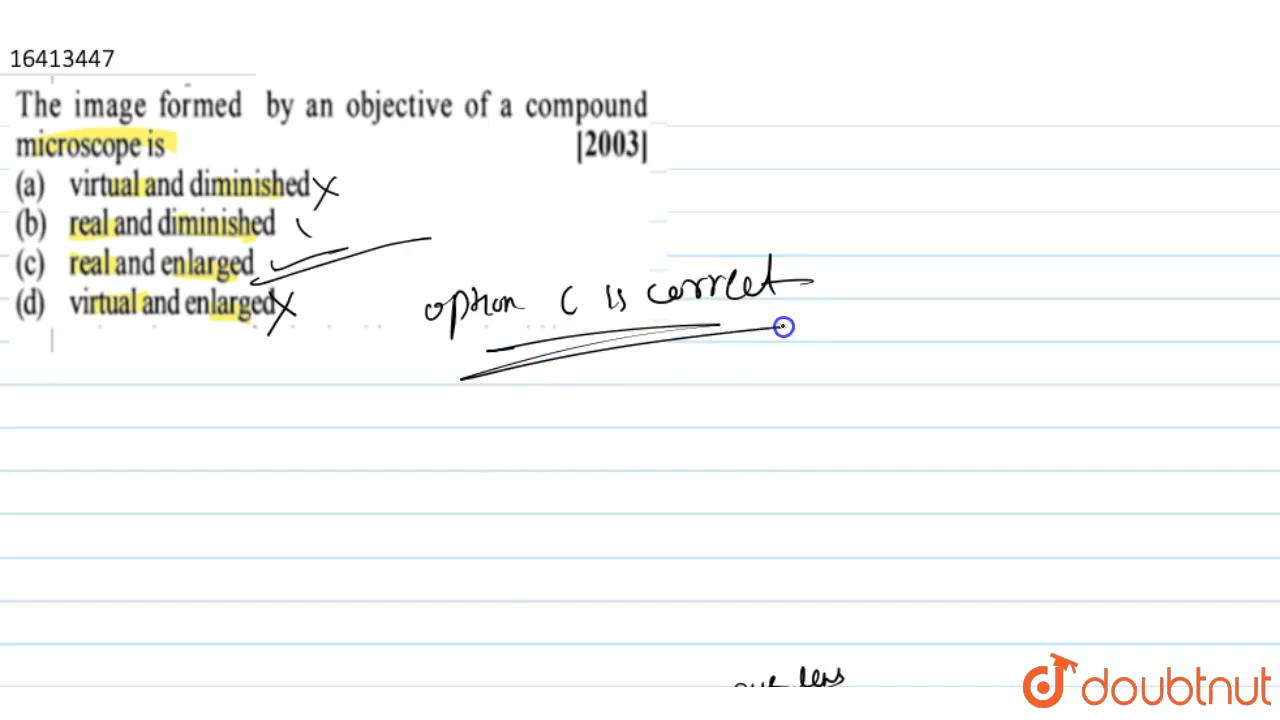 16413447
The image formed by an objective of a compound
microscope is [2003]
(a) virtual and diminished
(b) real and diminished
(c) real and enlarged
(d) virtual and enlarged
option C is correct
lens
doubtnut